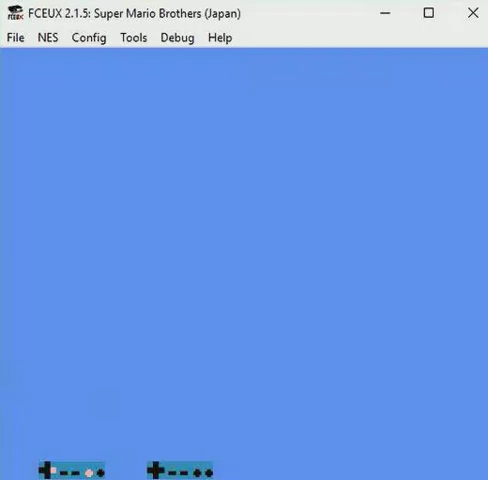 FCEUX 2.1.5: Super Mario Brothers (Japan)
File NES Config Tools Debug Help